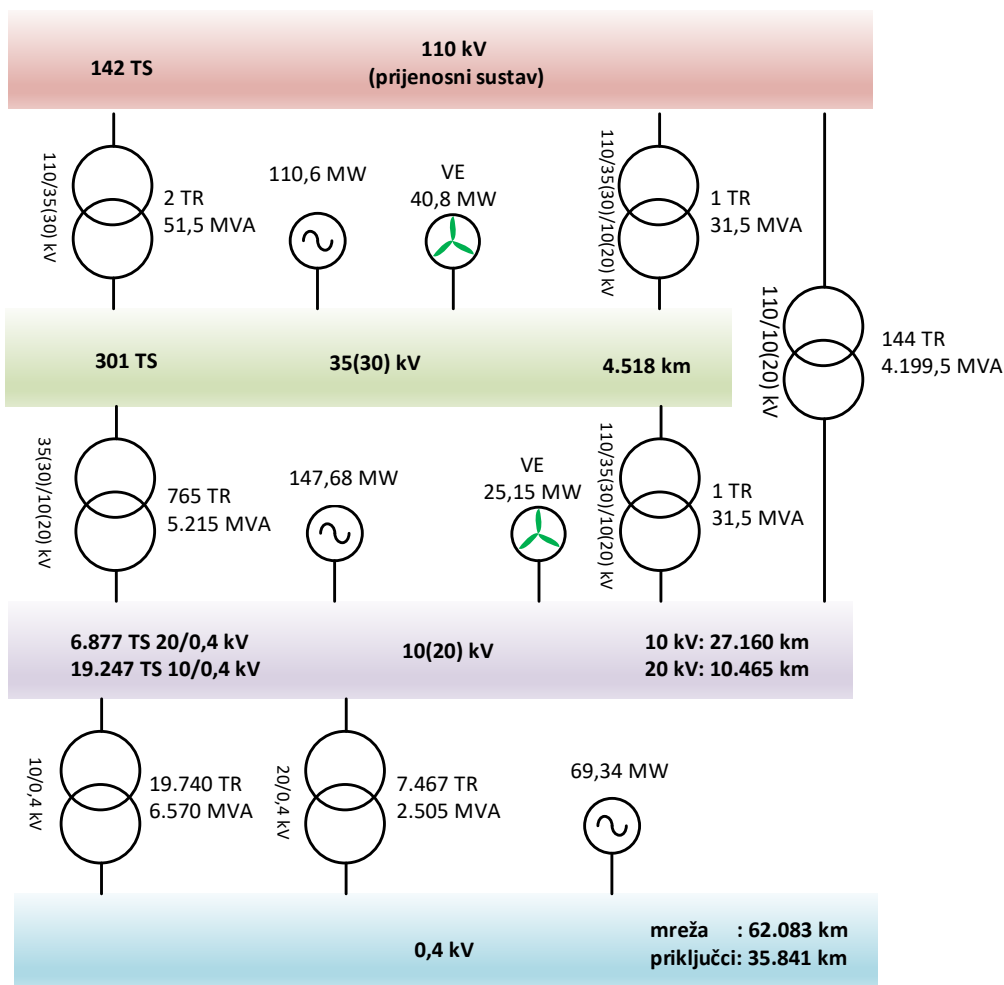 110 kV
142 TS
(prijenosni sustav)
110/35(30) kV
2 TR
51,5 MVA
110,6 MW
VE
40,8 MW
110/35(30)/10(20) kV
1 TR
31,5 MVA
110/10(20) kV
144 TR
4.199,5 MVA
301 TS
35(30) kV
4.518 km
35(30)/10(20) kV
765 TR
5.215 MVA
147,68 MW
VE
25,15 MW
110/35(30)/10(20) kV
1 TR
31,5 MVA
6.877 TS 20/0,4 kV
19.247 TS 10/0,4 kV
10(20) kV
10 kV: 27.160 km
20 kV: 10.465 km
10/0,4 kV
19.740 TR
6.570 MVA
20/0,4 kV
7.467 TR
2.505 MVA
69,34 MW
0,4 kV
mreža : 62.083 km
priključci: 35.841 km